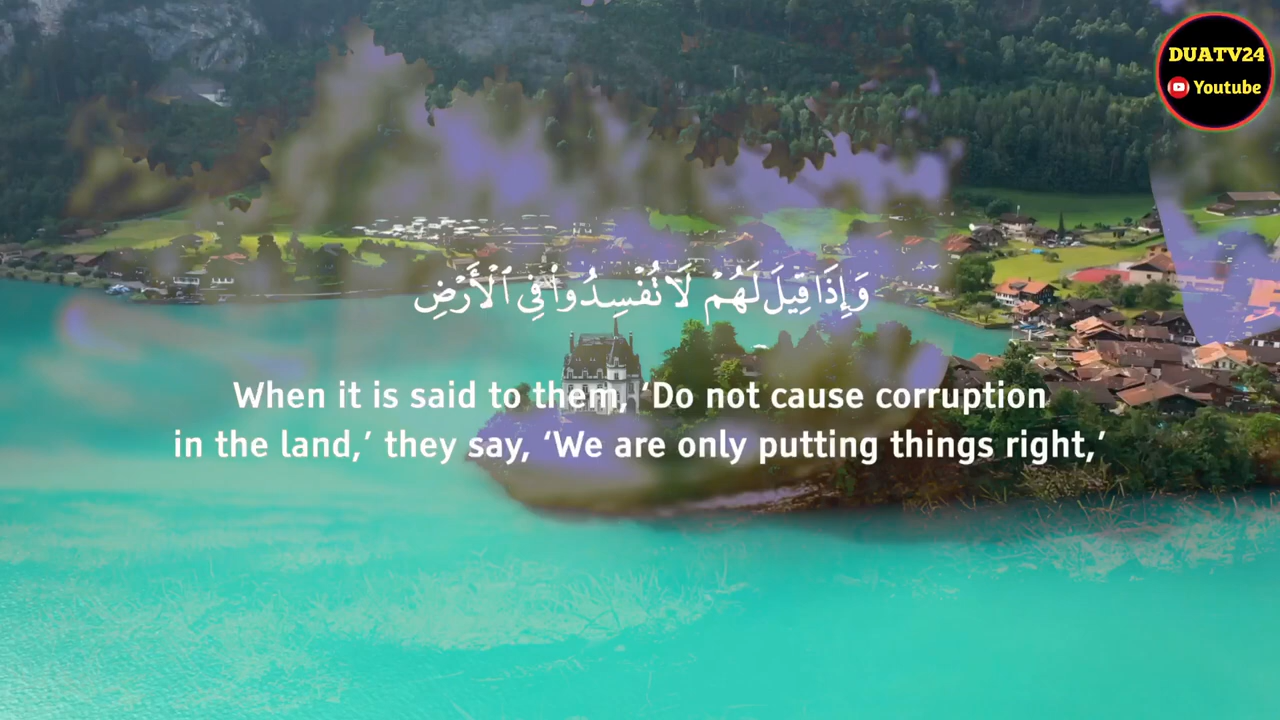 DUATV24
Youtube
وَإِذَا قِيلَ لَهُمْ لَا تُفْسِدُوا۟ فِى ٱلْأَرْضِ
When it is said to them, ‘Do not cause corruption
in the land,’ they say, ‘We are only putting things right,’